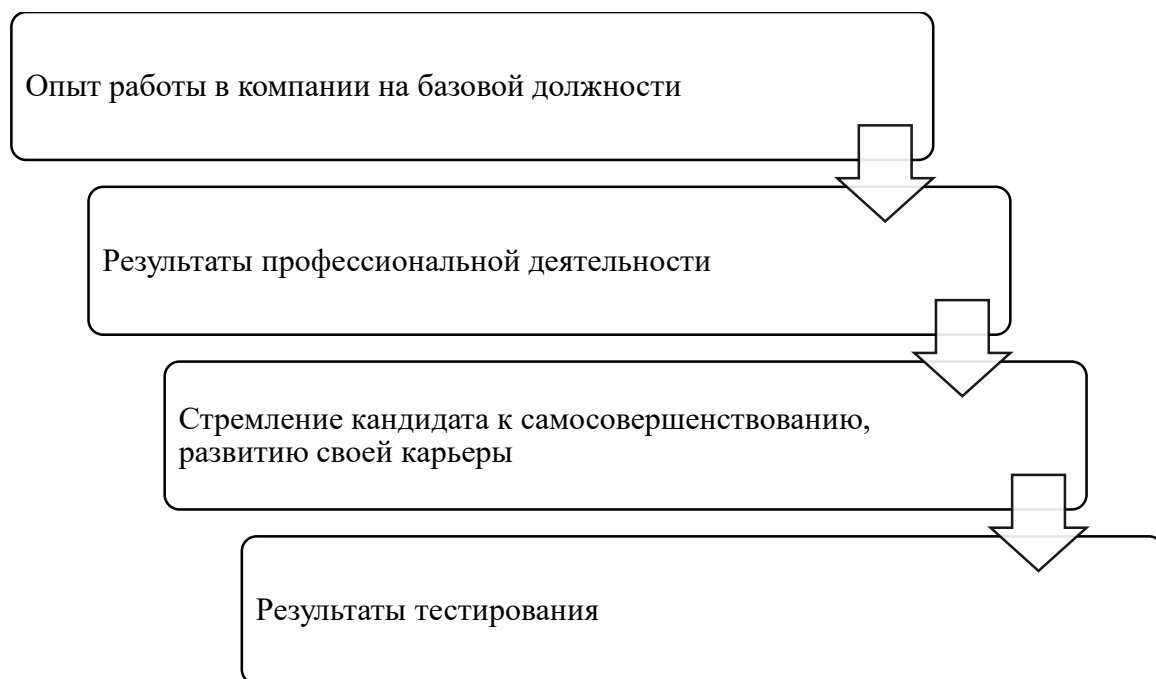 Опыт работы в компании на базовой должности
Результаты профессиональной деятельности
Стремление кандидата к самосовершенствованию,
развитию своей карьеры
Результаты тестирования